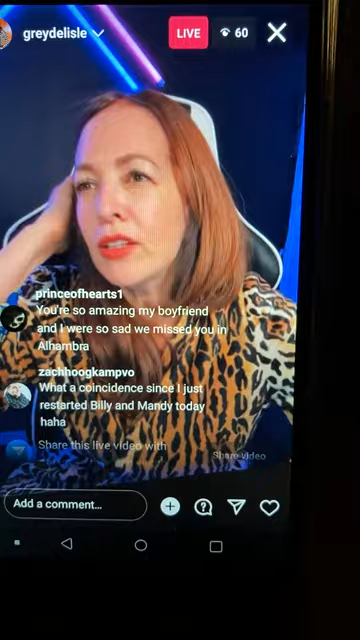 greydelisle
LIVE
60
princeofhearts1
You're so amazing my boyfriend
and I were so sad we missed you in
Alhambra
zachhoogkampvo
What a coincidence since I just
restarted Billy and Mandy today
haha
Share this live video with
Share video
Add a comment...